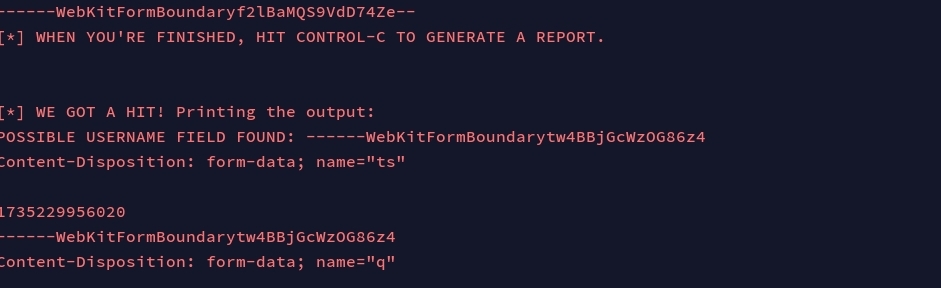 ------WebKitFormBoundaryf2lBaMQS9VdD74Ze--
[*] WHEN YOU'RE FINISHED, HIT CONTROL-C TO GENERATE A REPORT.
[*] WE GOT A HIT! Printing the output:
POSSIBLE USERNAME FIELD FOUND: ------WebKitFormBoundarytw4BBjGcWzOG86z4
Content-Disposition: form-data; name="ts"
1735229956020
------WebKitFormBoundarytw4BBjGcWzOG86z4
Content-Disposition: form-data; name="q"